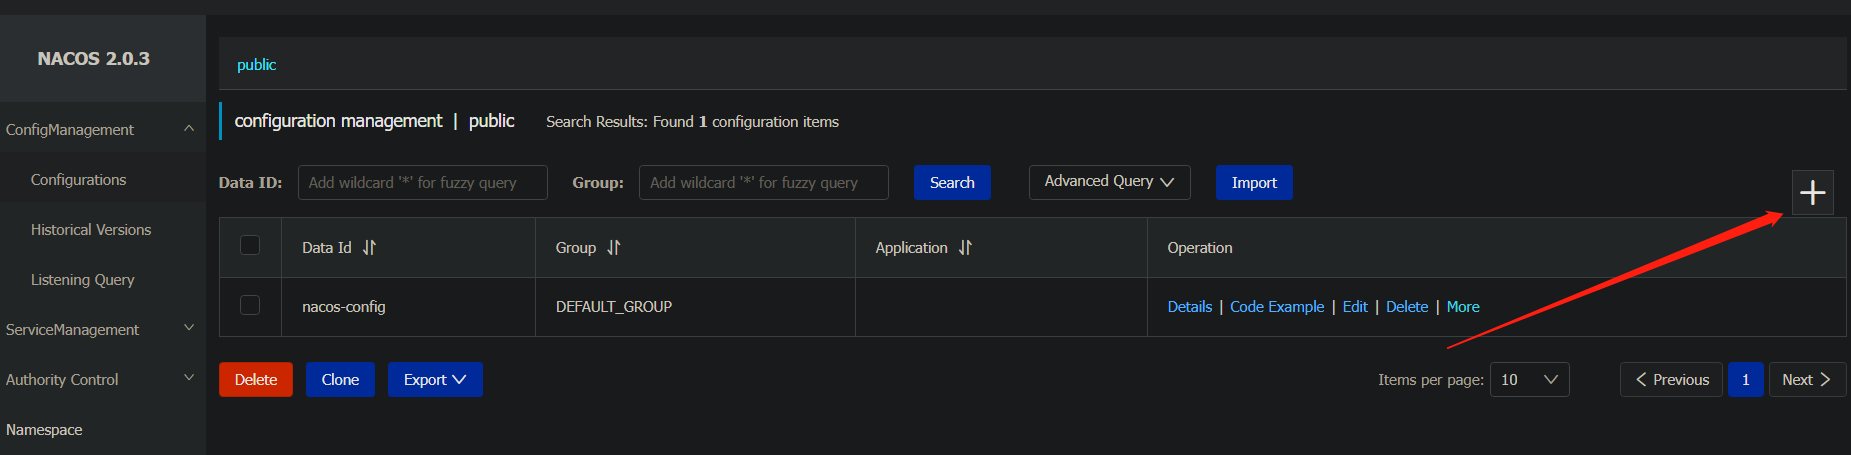 NACOS 2.0.3
ConfigManagement
Configurations
Historical Versions
Listening Query
ServiceManagement
Authority Control
Namespace
public
configuration management | public Search Results: Found 1 configuration items
Data ID: Add wildcard '*' for fuzzy query Group: Add wildcard '*' for fuzzy query Search Advanced Query Import
Data Id Group Application Operation
nacos-config DEFAULT_GROUP Details | Code Example | Edit | Delete | More
Delete Clone Export Items per page: 10 Previous 1 Next